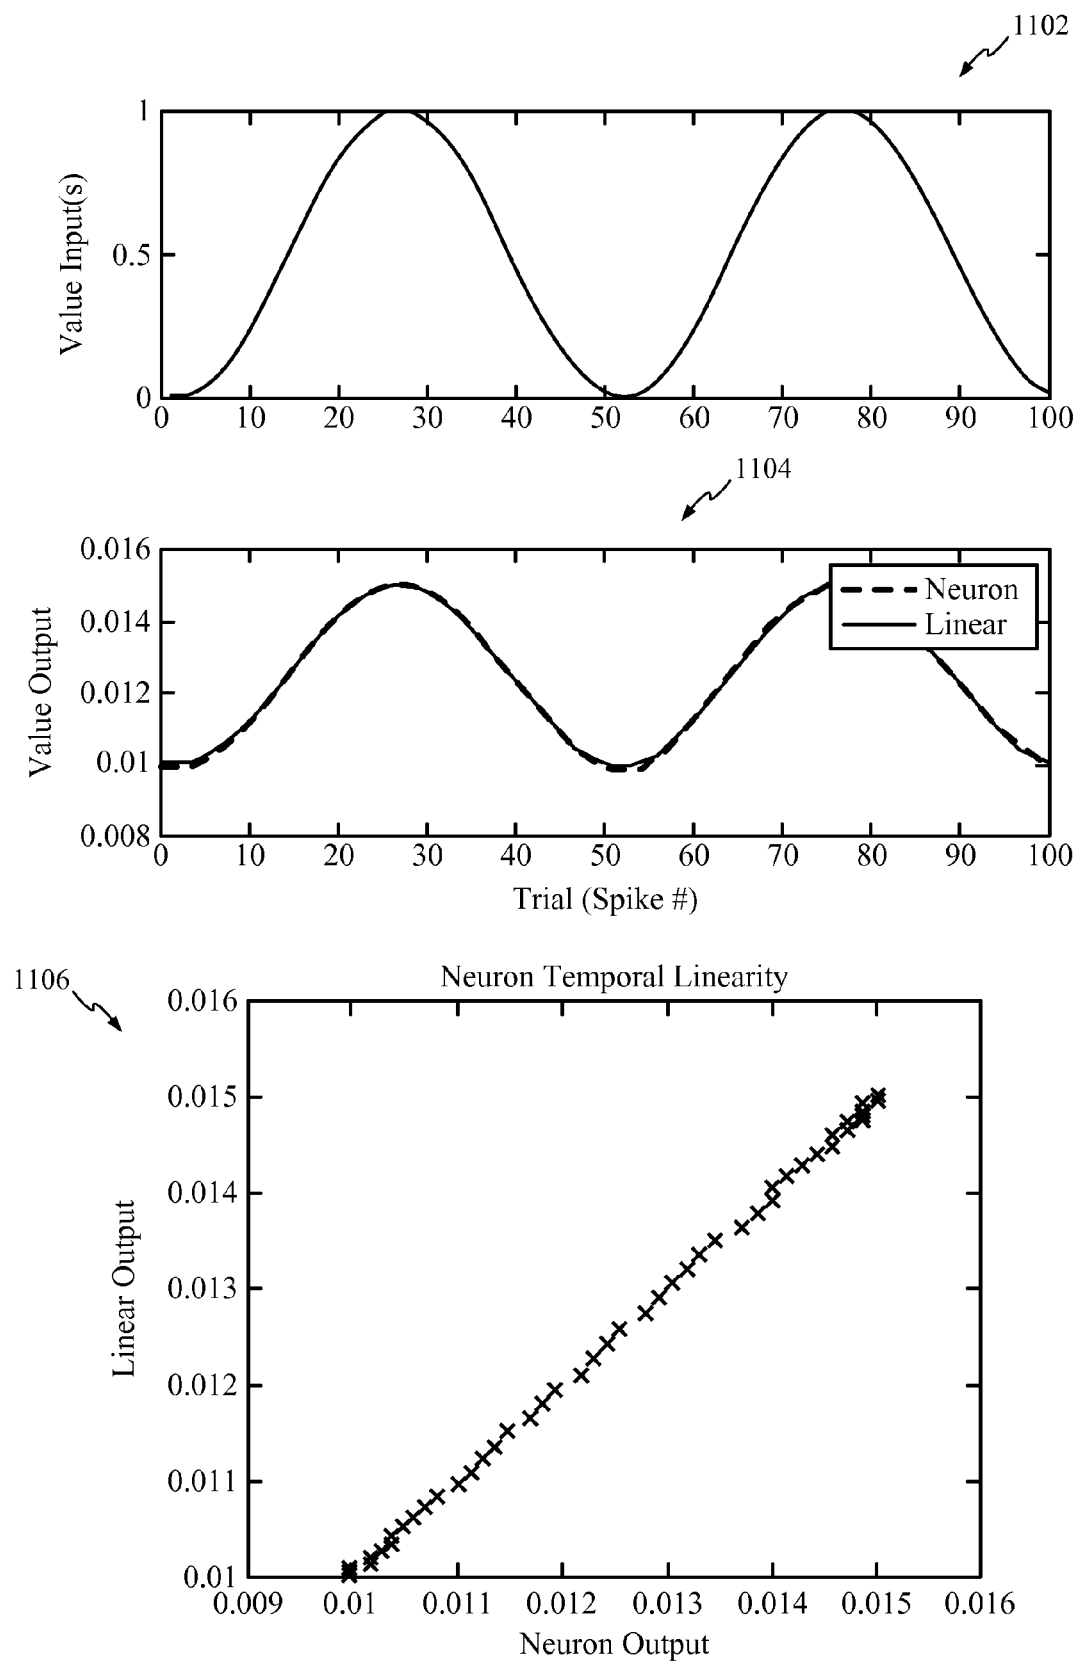 1102
1
Value Input(s)
0.5
0
0 10 20 30 40 50 60 70 80 90 100
1104
0.016
Neuron
0.014
Linear
Value Output
0.012
0.01
0.008
0 10 20 30 40 50 60 70 80 90 100
Trial (Spike #)
1106
Neuron Temporal Linearity
0.016
0.015
0.014
Linear Output
0.013
0.012
0.011
0.01
0.009 0.01 0.011 0.012 0.013 0.014 0.015 0.016
Neuron Output